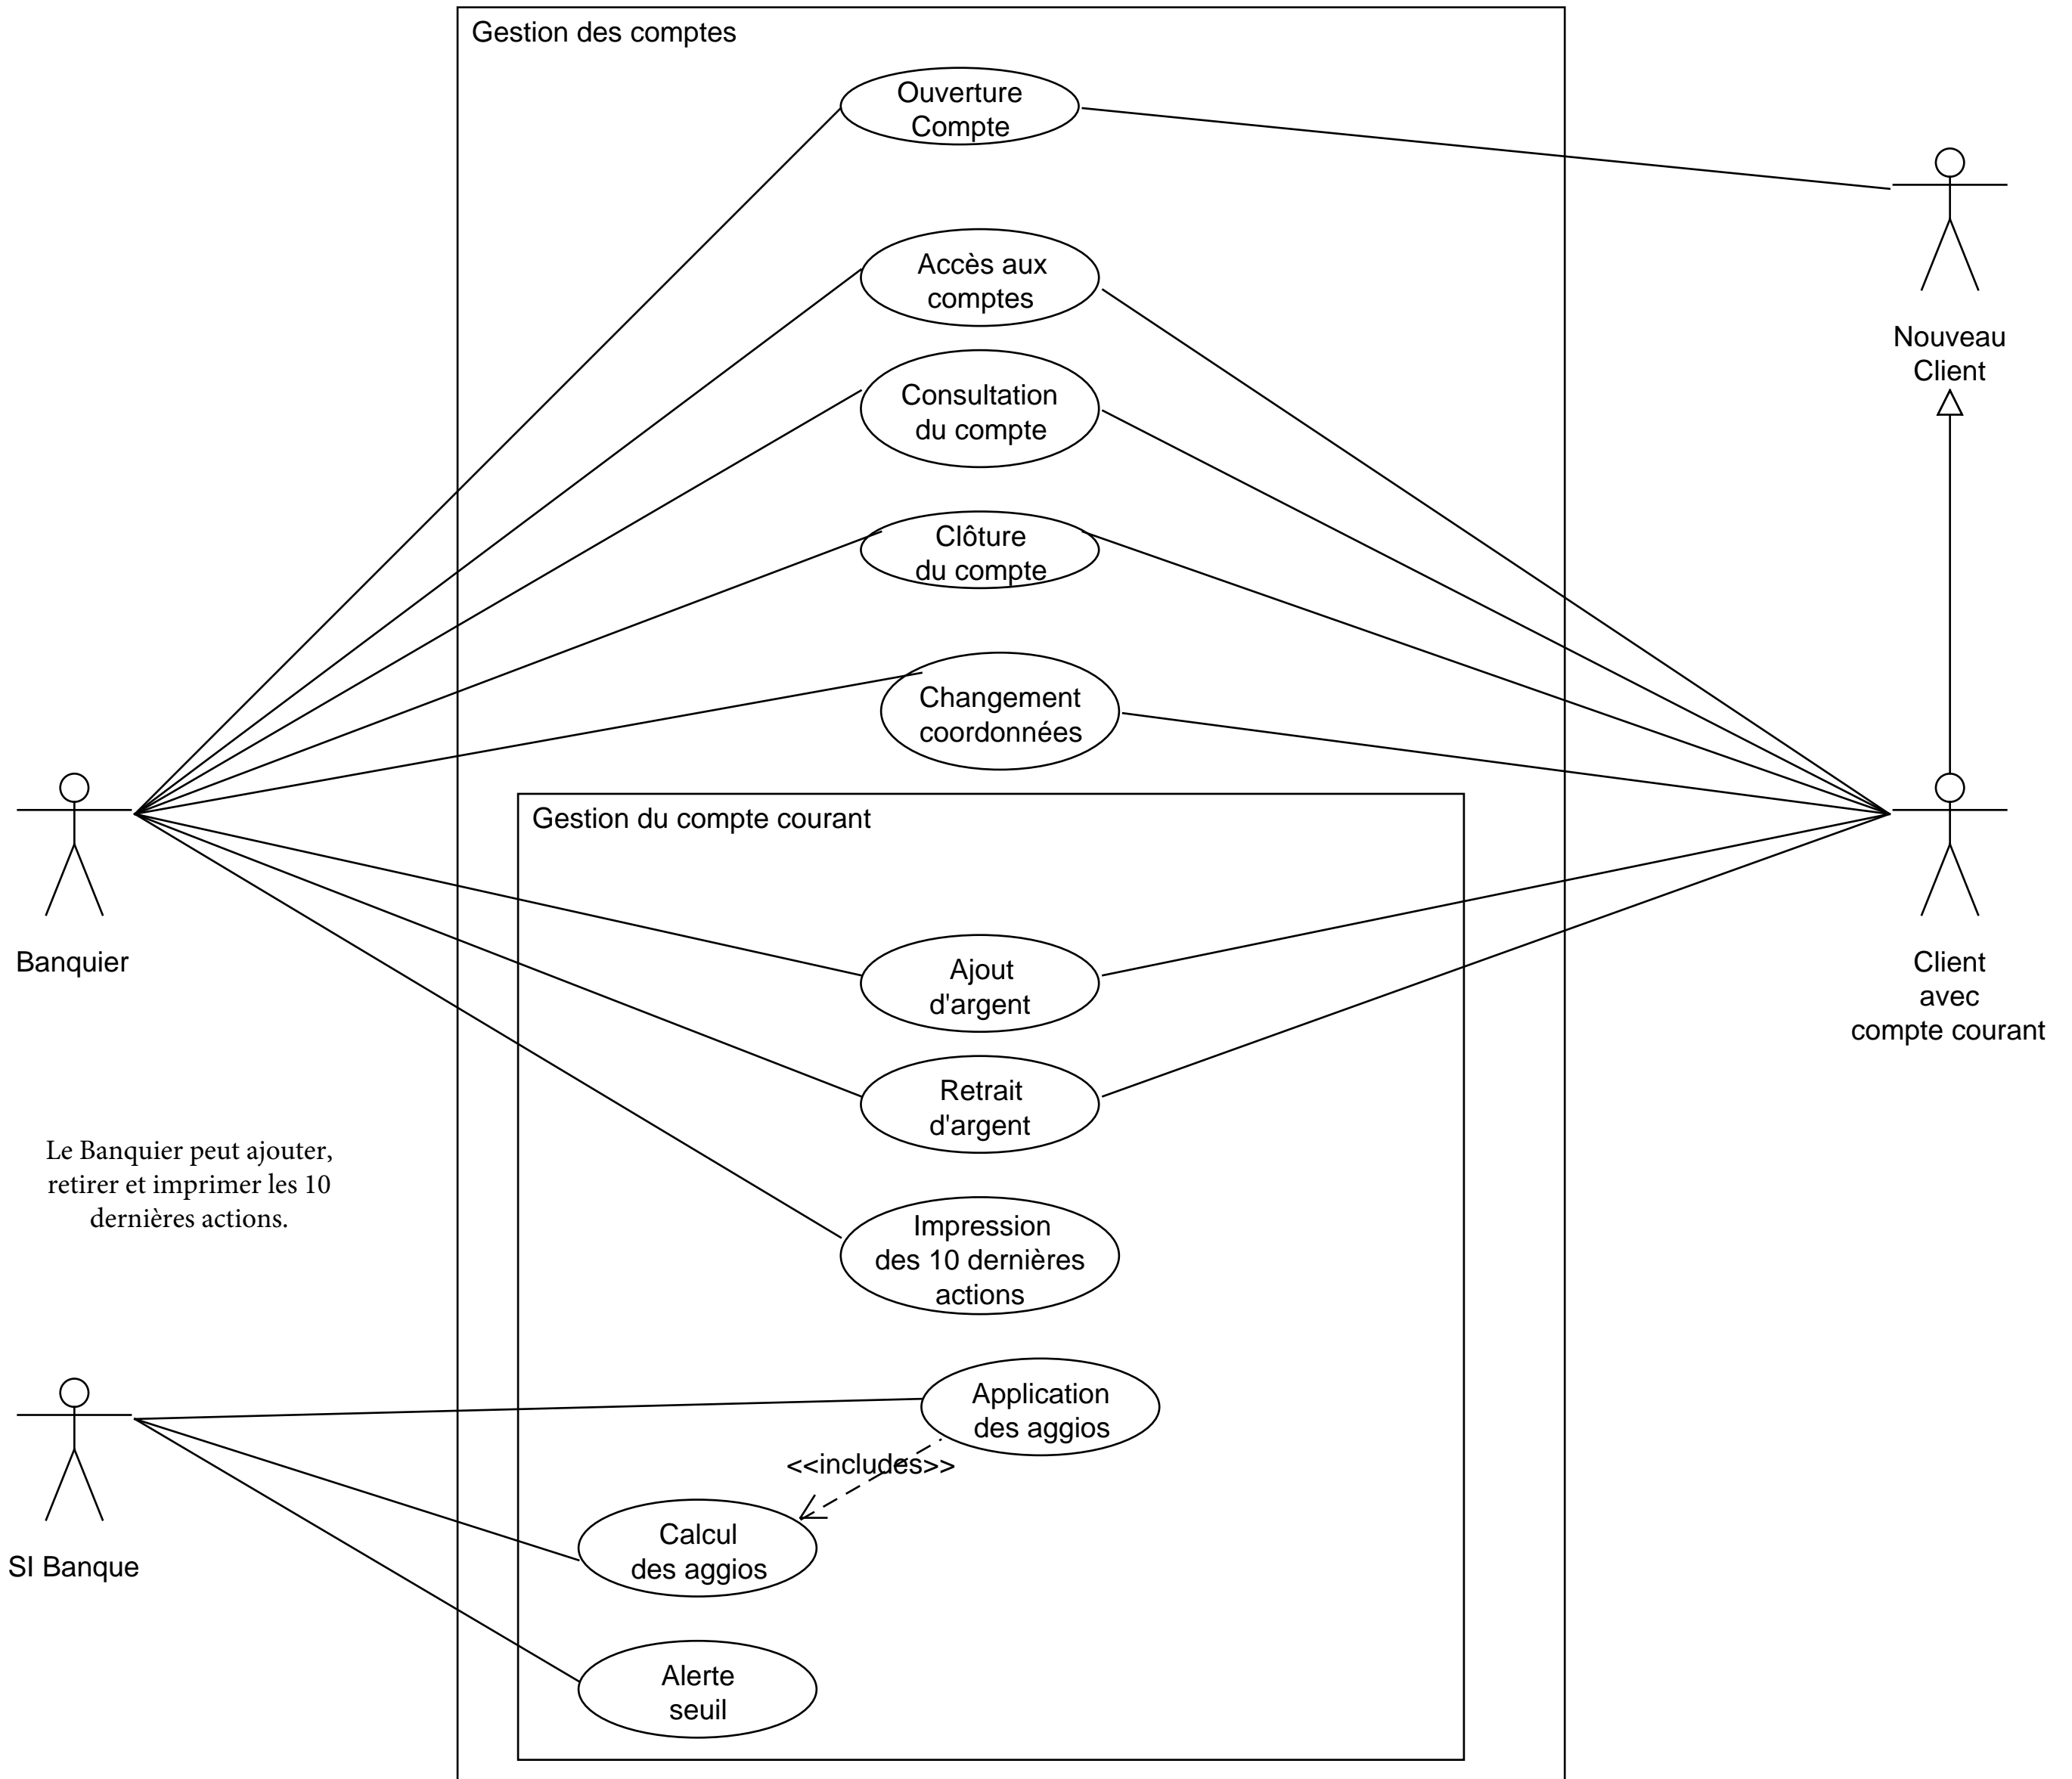 Gestion des comptes
Ouverture
Compte
Accès aux
comptes
Nouveau
Client
Consultation
du compte
Clôture
du compte
Changement
coordonnées
Gestion du compte courant
Banquier
Ajout
d'argent
Client
avec
compte courant
Retrait
d'argent
Le Banquier peut ajouter,
retirer et imprimer les 10
dernières actions.
Impression
des 10 dernières
actions
Application
des aggios
<<includes>>
Calcul
des aggios
SI Banque
Alerte
seuil